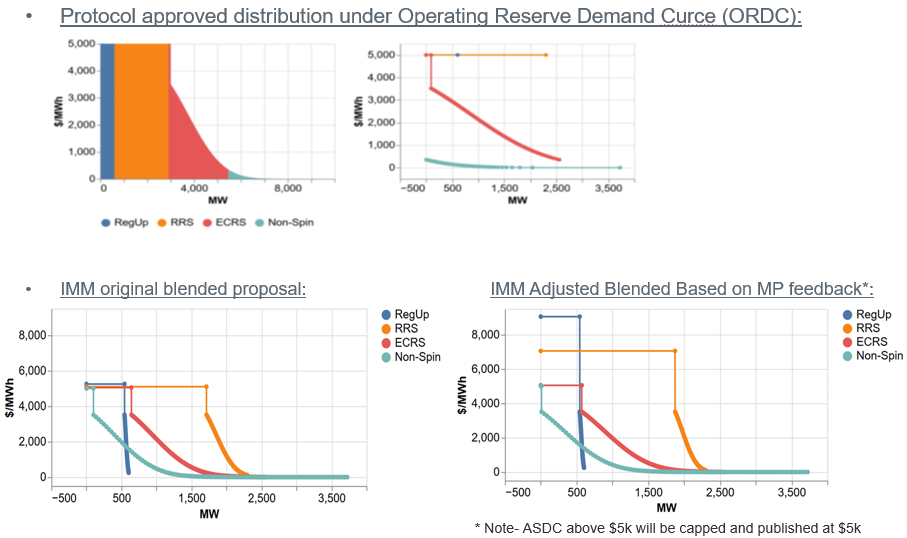 • Protocol approved distribution under Operating Reserve Demand Curce (ORDC):
5,000
4,000
3,000
2,000
1,000
0
$/MWh
0 4,000 8,000
MW
RegUp RRS ECRS Non-Spin
5,000
4,000
3,000
2,000
1,000
0
$/MWh
−500 500 1,500 2,500 3,500
MW
• IMM original blended proposal:
8,000
6,000
4,000
2,000
0
$/MWh
−500 500 1,500 2,500 3,500
MW
RegUp
RRS
ECRS
Non-Spin
IMM Adjusted Blended Based on MP feedback*:
8,000
6,000
4,000
2,000
0
$/MWh
−500 500 1,500 2,500 3,500
MW
RegUp
RRS
ECRS
Non-Spin
* Note- ASDC above $5k will be capped and published at $5k